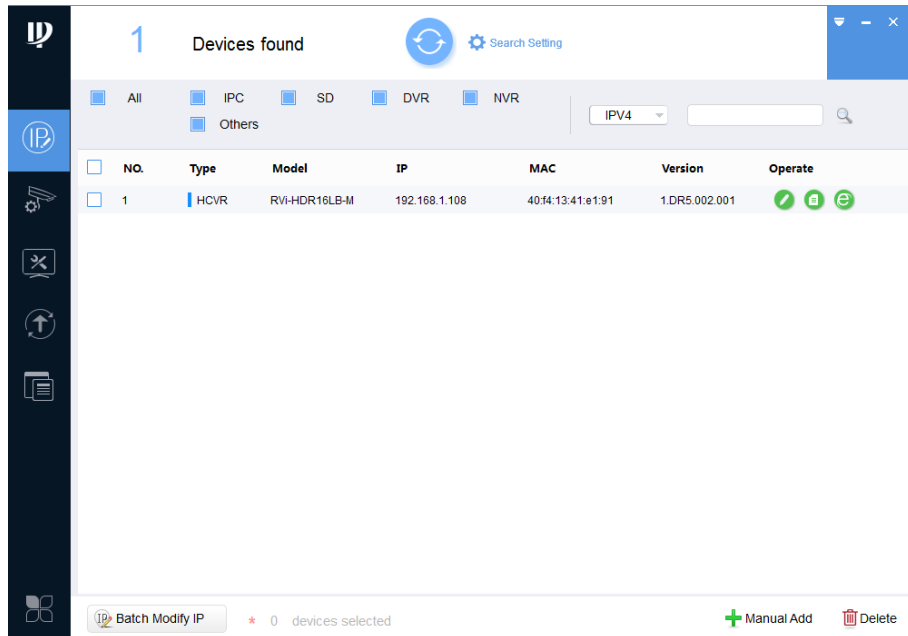 1 Devices found Search Setting
All IPC SD DVR NVR
Others
IPV4
NO. Type Model IP MAC Version Operate
1 HCVR RVi-HDR16LB-M 192.168.1.108 40:f4:13:41:e1:91 1.DR5.002.001
Batch Modify IP * 0 devices selected Manual Add Delete